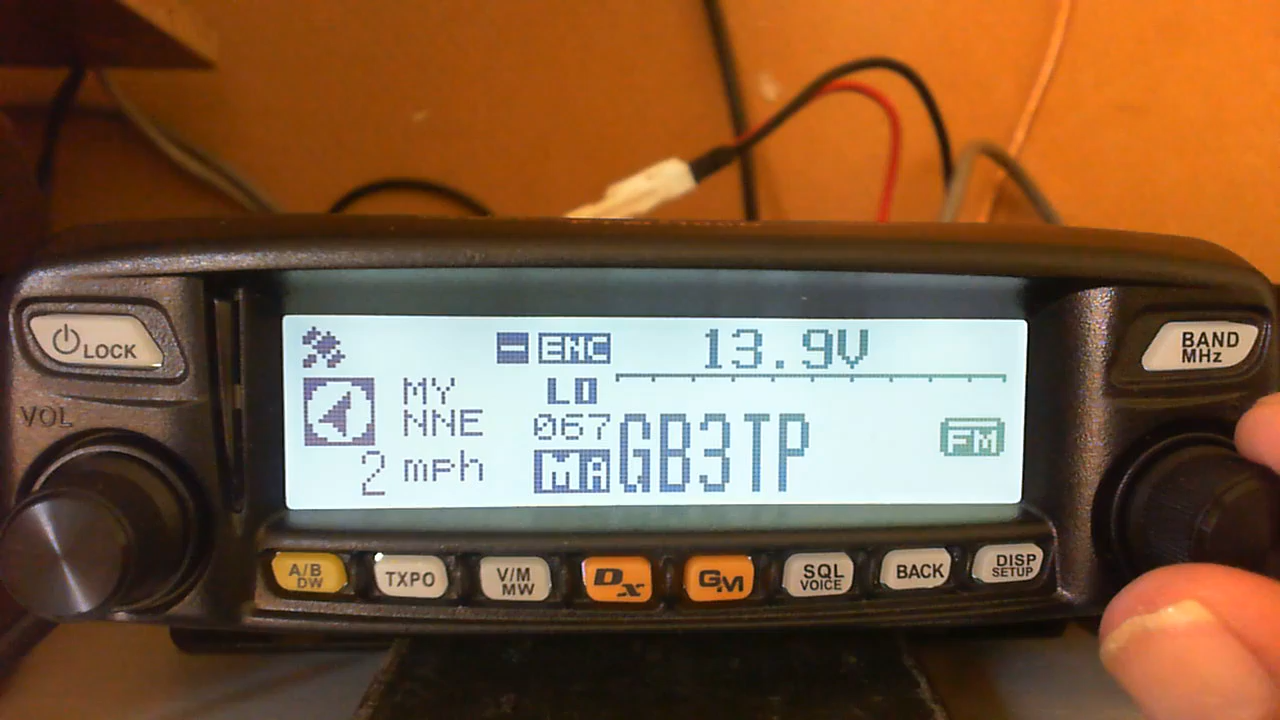 LOCK
VOL
MY
NNE
2 mph
- ENC 13.9V
LO
067
MA GB3TP FM
BAND
MHz
A/B
DW
TXPO
V/M
MW
DX
GM
SQL
VOICE
BACK
DISP
SETUP